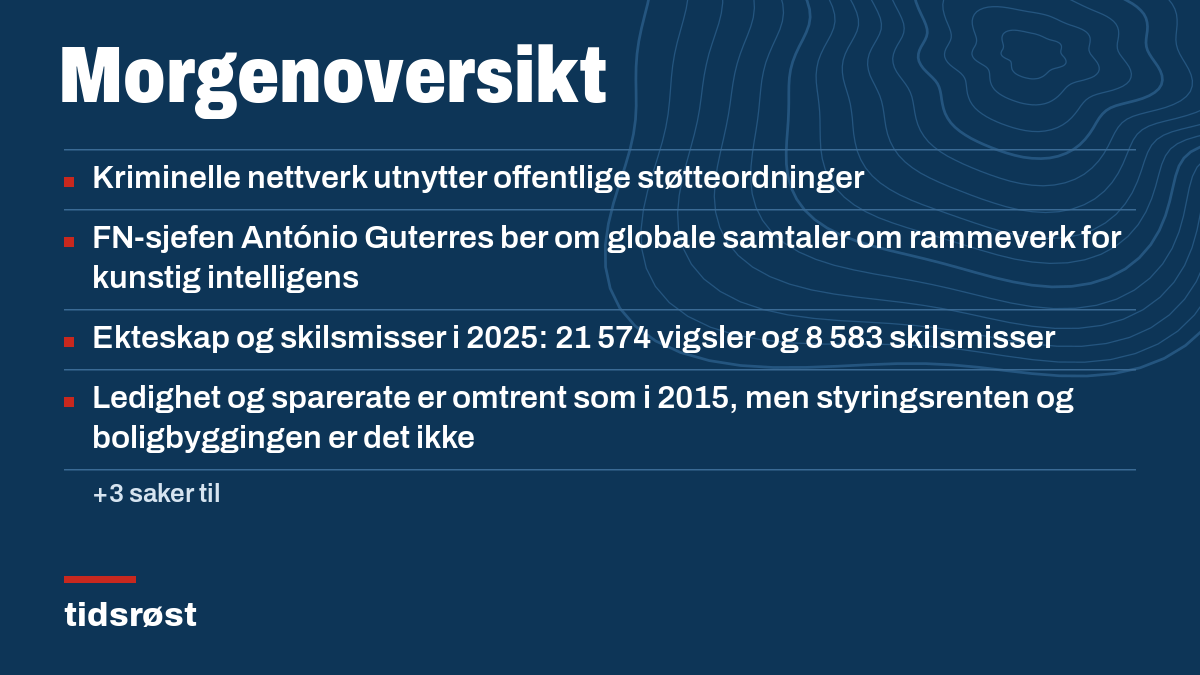 Morgenoversikt
Kriminelle nettverk utnytter offentlige støtteordninger
FN-sjefen António Guterres ber om globale samtaler om rammeverk for
kunstig intelligens
Ekteskap og skilsmisser i 2025: 21 574 vigsler og 8 583 skilsmisser
Ledighet og sparerate er omtrent som i 2015, men styringsrenten og
boligbyggingen er det ikke
+3 saker til
tidsrøst